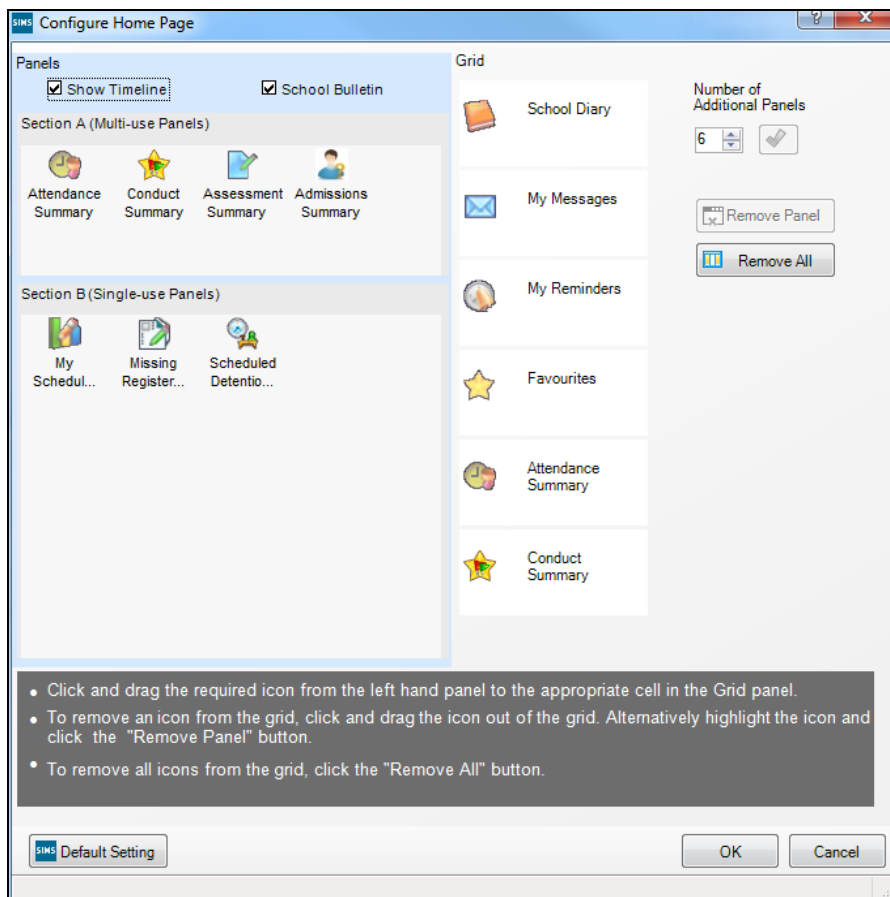 SIMS Configure Home Page
Panels
Show Timeline
School Bulletin
Section A (Multi-use Panels)
Attendance Summary
Conduct Summary
Assessment Summary
Admissions Summary
Section B (Single-use Panels)
My Schedul...
Missing Register...
Scheduled Detentio...
Grid
School Diary
My Messages
My Reminders
Favourites
Attendance
Summary
Conduct
Summary
Number of
Additional Panels
6
Remove Panel
Remove All
• Click and drag the required icon from the left hand panel to the appropriate cell in the Grid panel.
• To remove an icon from the grid, click and drag the icon out of the grid. Alternatively highlight the icon and
click the "Remove Panel" button.
• To remove all icons from the grid, click the "Remove All" button.
SIMS Default Setting
OK
Cancel